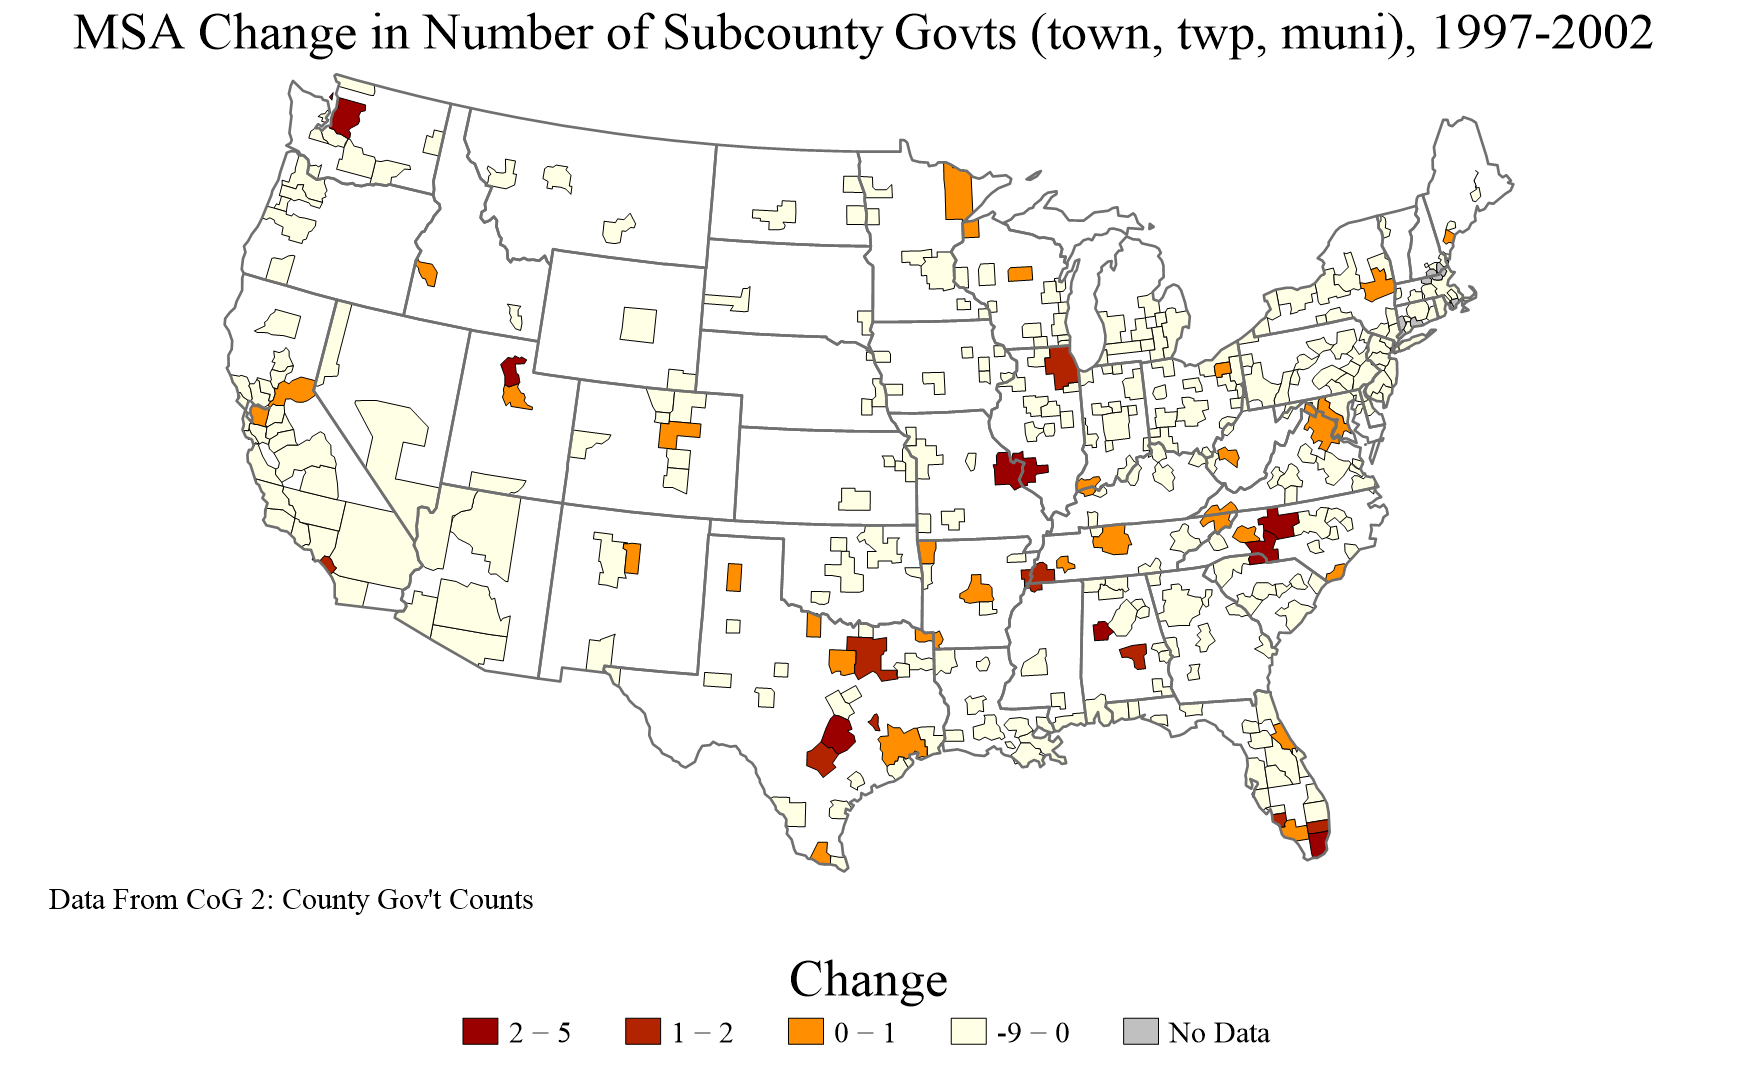 MSA Change in Number of Subcounty Govts (town, twp, muni), 1997-2002
Data From CoG 2: County Gov't Counts
Change
2 – 5 1 – 2 0 – 1 -9 – 0 No Data